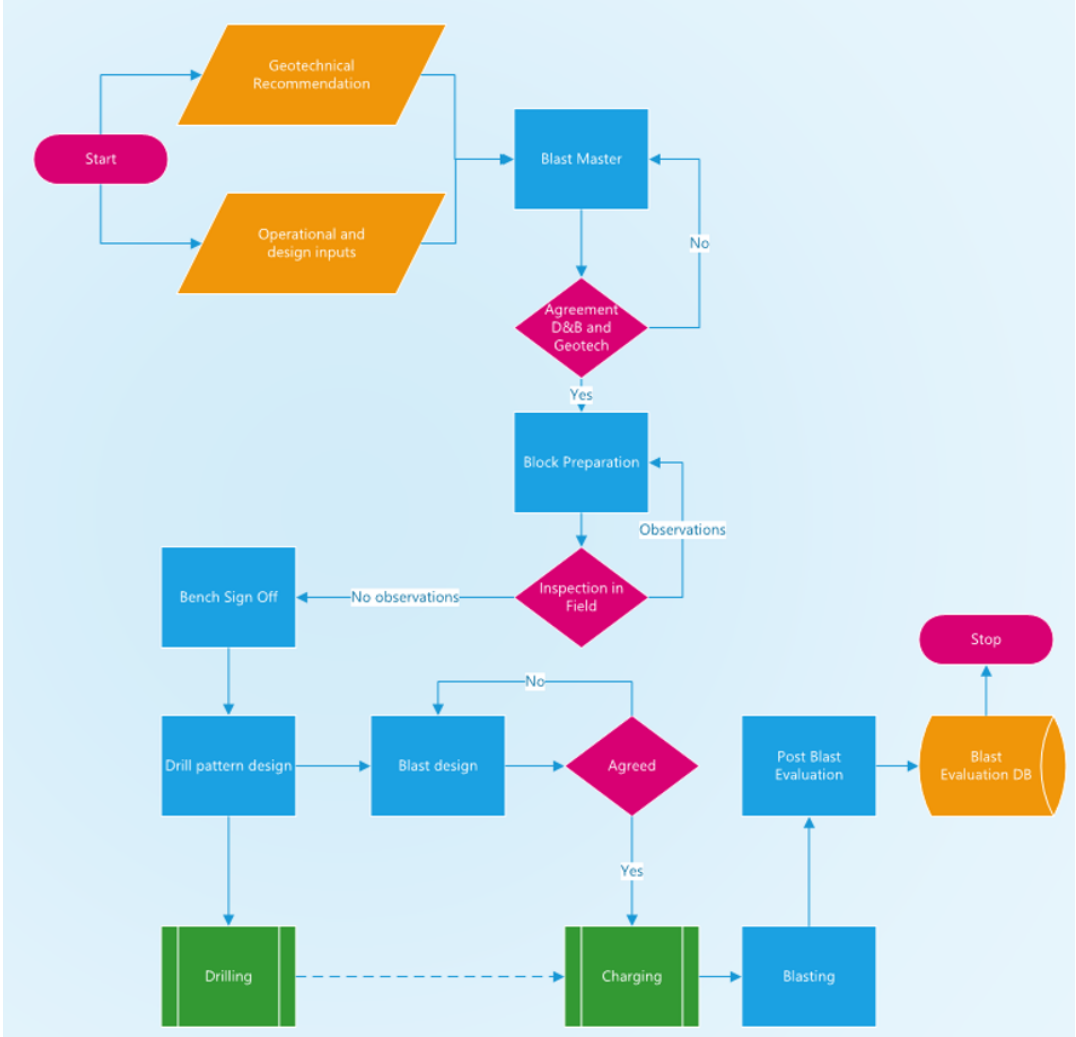 Geotechnical
Recommendation
Start
Blast Master
Operational and
design inputs
No
Agreement
D&B and
Geotech
Yes
Block Preparation
Observations
Inspection in
Field
No observations
Bench Sign Off
Stop
No
Drill pattern design
Blast design
Agreed
Post Blast
Evaluation
Blast
Evaluation DB
Yes
Drilling
Charging
Blasting